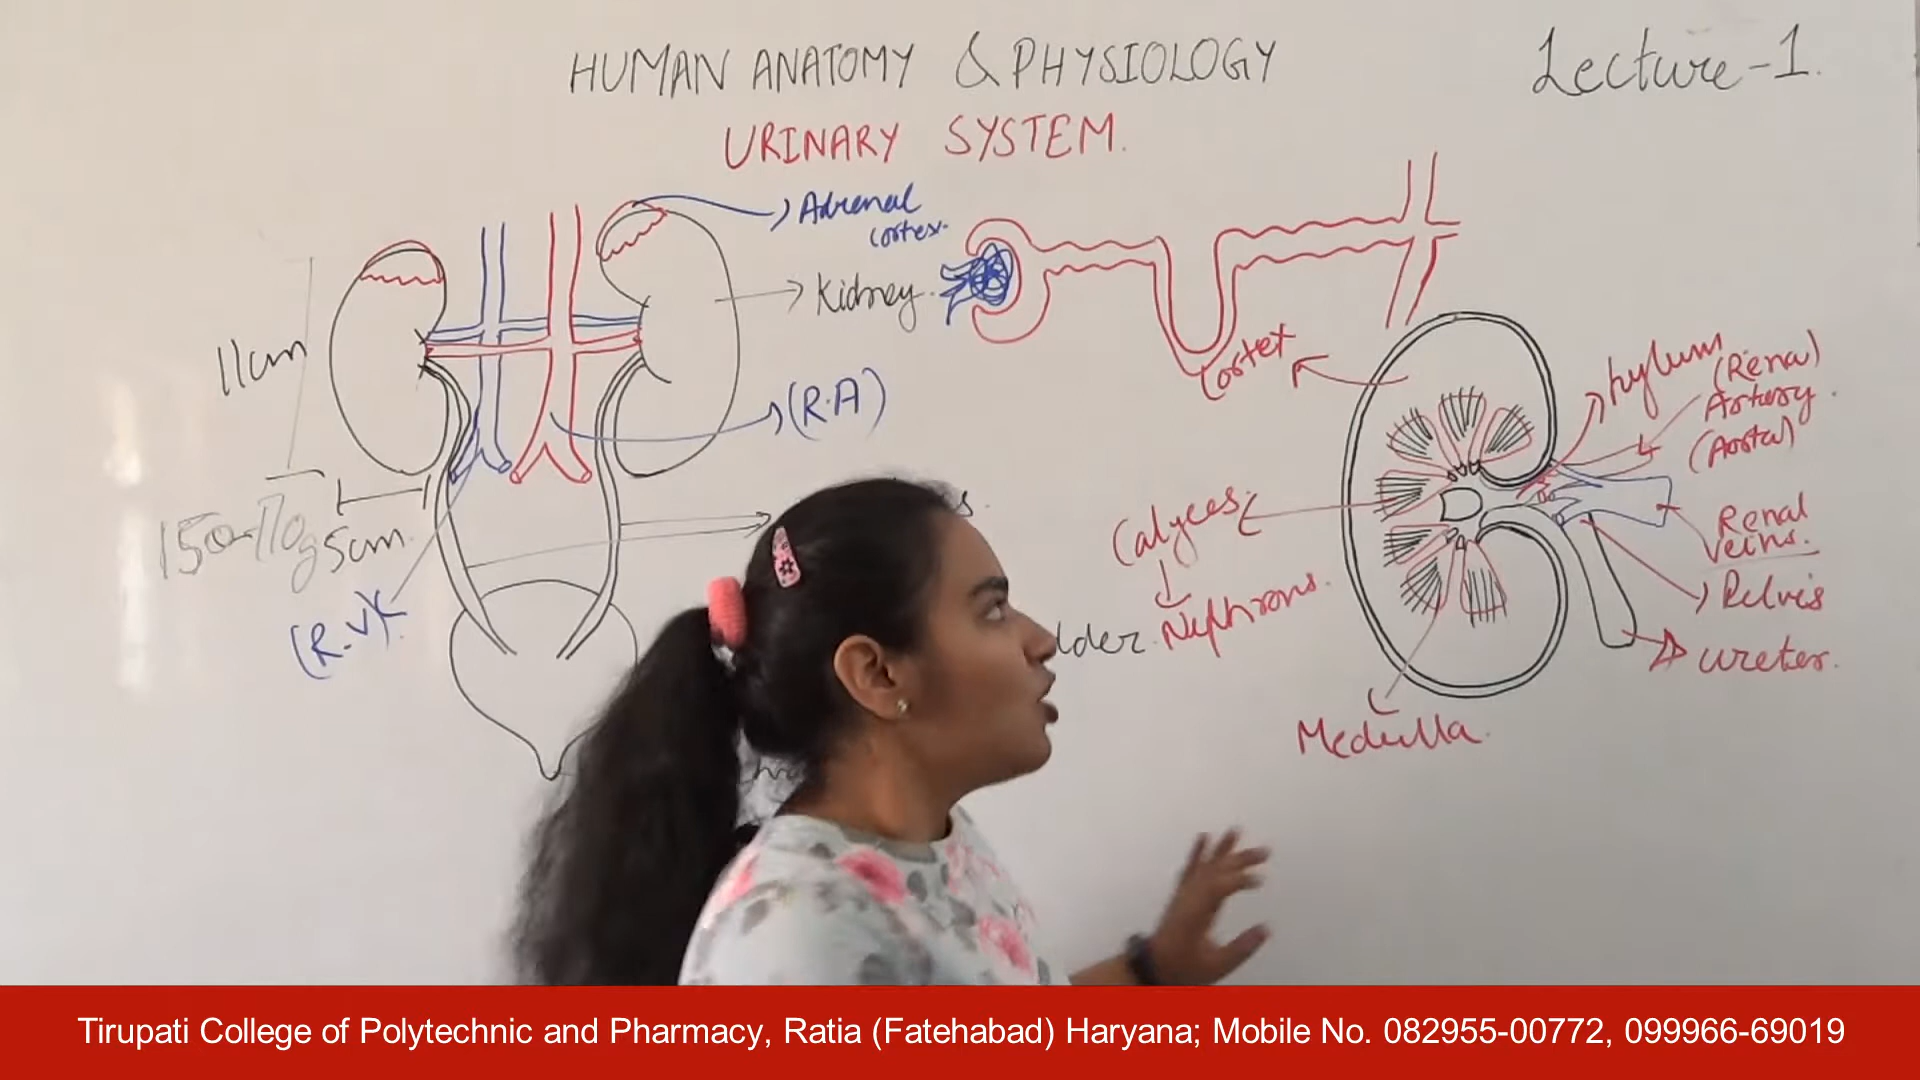 HUMAN ANATOMY & PHYSIOLOGY
Lecture-1.
URINARY SYSTEM.
Adrenal
cortex.
Kidney.
11cm
(R.A)
150-170g
5cm.
(R.V)
dder.
Cortex
hylum
(Renal)
Artery.
(Aorta)
Calyces.
Nephrons.
Renal
veins.
Pelvis
ureter.
Medulla.
Tirupati College of Polytechnic and Pharmacy, Ratia (Fatehabad) Haryana; Mobile No. 082955-00772, 099966-69019